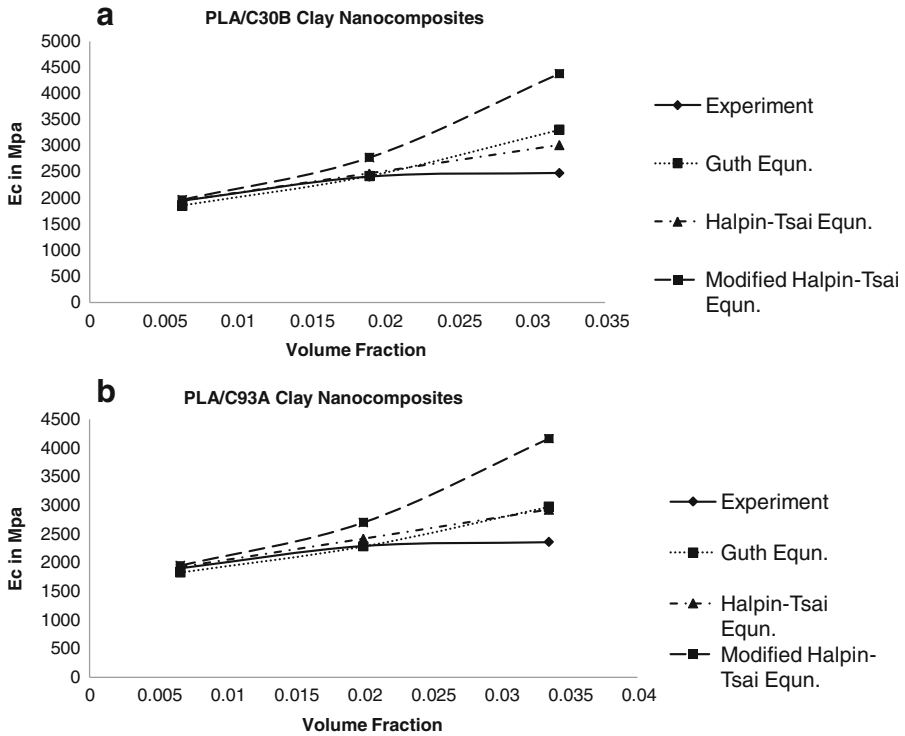 a
PLA/C30B Clay Nanocomposites
5000
4500
4000
3500
3000
2500
2000
1500
1000
500
0
Ec in Mpa
0 0.005 0.01 0.015 0.02 0.025 0.03 0.035
Volume Fraction
Experiment
Guth Equn.
Halpin-Tsai Equn.
Modified Halpin-Tsai
Equn.
b
PLA/C93A Clay Nanocomposites
4500
4000
3500
3000
2500
2000
1500
1000
500
0
Ec in Mpa
0 0.005 0.01 0.015 0.02 0.025 0.03 0.035 0.04
Volume Fraction
Experiment
Guth Equn.
Halpin-Tsai
Equn.
Modified Halpin-
Tsai Equn.